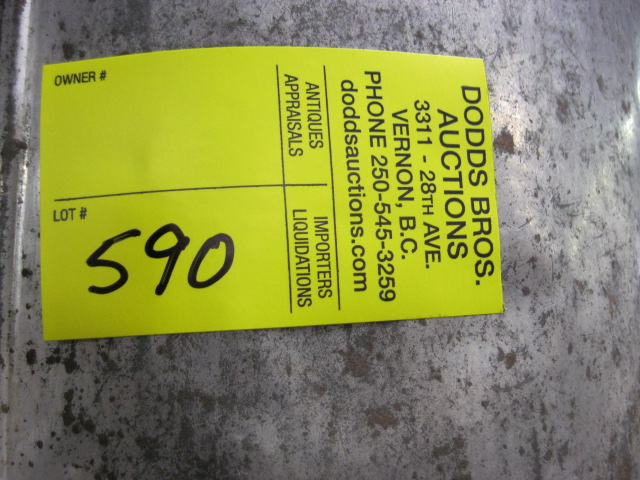 DODDS BROS.
AUCTIONS
3311 - 28TH AVE.
VERNON, B.C.
PHONE 250-545-3259
doddsauctions.com
ANTIQUES
APPRAISALS
IMPORTERS
LIQUIDATIONS
OWNER #
LOT #
590